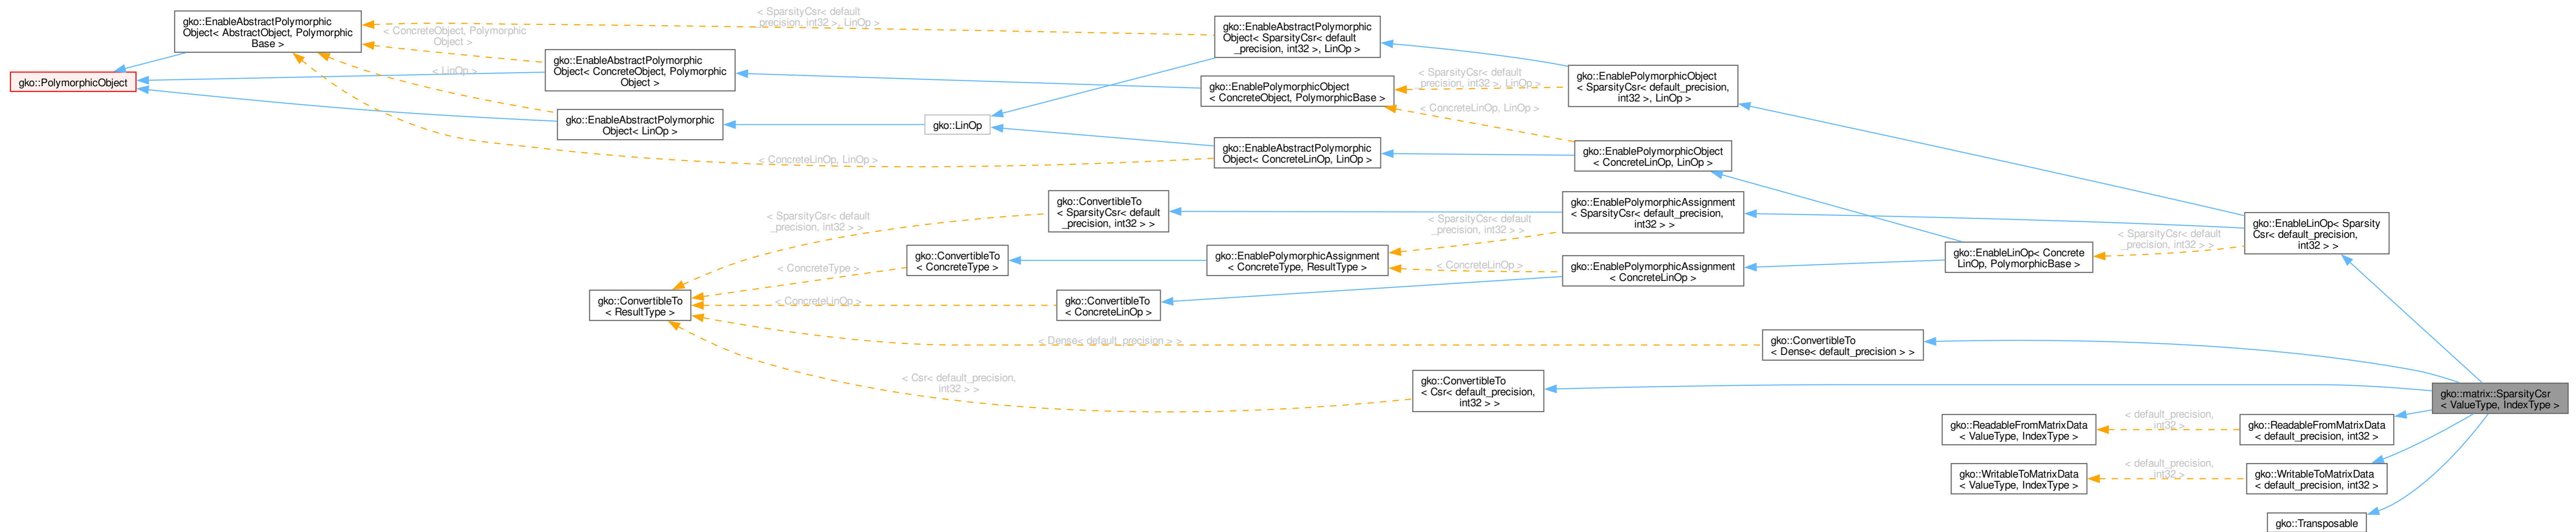 gko::EnableAbstractPolymorphic
Object< AbstractObject, Polymorphic
Base >
< SparsityCsr< default
_precision, int32 >, LinOp >
< ConcreteObject, Polymorphic
Object >
gko::EnableAbstractPolymorphic
Object< SparsityCsr< default
_precision, int32 >, LinOp >
gko::PolymorphicObject
< LinOp >
gko::EnableAbstractPolymorphic
Object< ConcreteObject, Polymorphic
Object >
gko::EnablePolymorphicObject
< ConcreteObject, PolymorphicBase >
< SparsityCsr< default
_precision, int32 >, LinOp >
gko::EnablePolymorphicObject
< SparsityCsr< default_precision,
int32 >, LinOp >
gko::EnableAbstractPolymorphic
Object< LinOp >
gko::LinOp
< ConcreteLinOp, LinOp >
< ConcreteLinOp, LinOp >
gko::EnableAbstractPolymorphic
Object< ConcreteLinOp, LinOp >
gko::EnablePolymorphicObject
< ConcreteLinOp, LinOp >
< SparsityCsr< default
_precision, int32 > >
gko::ConvertibleTo
< SparsityCsr< default
_precision, int32 > >
< SparsityCsr< default
_precision, int32 > >
gko::EnablePolymorphicAssignment
< SparsityCsr< default_precision,
int32 > >
< SparsityCsr< default
_precision, int32 > >
gko::EnableLinOp< Sparsity
Csr< default_precision,
int32 > >
< ConcreteType >
gko::ConvertibleTo
< ConcreteType >
gko::EnablePolymorphicAssignment
< ConcreteType, ResultType >
< ConcreteLinOp >
gko::EnablePolymorphicAssignment
< ConcreteLinOp >
gko::EnableLinOp< Concrete
LinOp, PolymorphicBase >
gko::ConvertibleTo
< ResultType >
< ConcreteLinOp >
gko::ConvertibleTo
< ConcreteLinOp >
< Dense< default_precision > >
gko::ConvertibleTo
< Dense< default_precision > >
< Csr< default_precision,
int32 > >
gko::ConvertibleTo
< Csr< default_precision,
int32 > >
gko::matrix::SparsityCsr
< ValueType, IndexType >
gko::ReadableFromMatrixData
< ValueType, IndexType >
< default_precision,
int32 >
gko::ReadableFromMatrixData
< default_precision, int32 >
gko::WritableToMatrixData
< ValueType, IndexType >
< default_precision,
int32 >
gko::WritableToMatrixData
< default_precision, int32 >
gko::Transposable